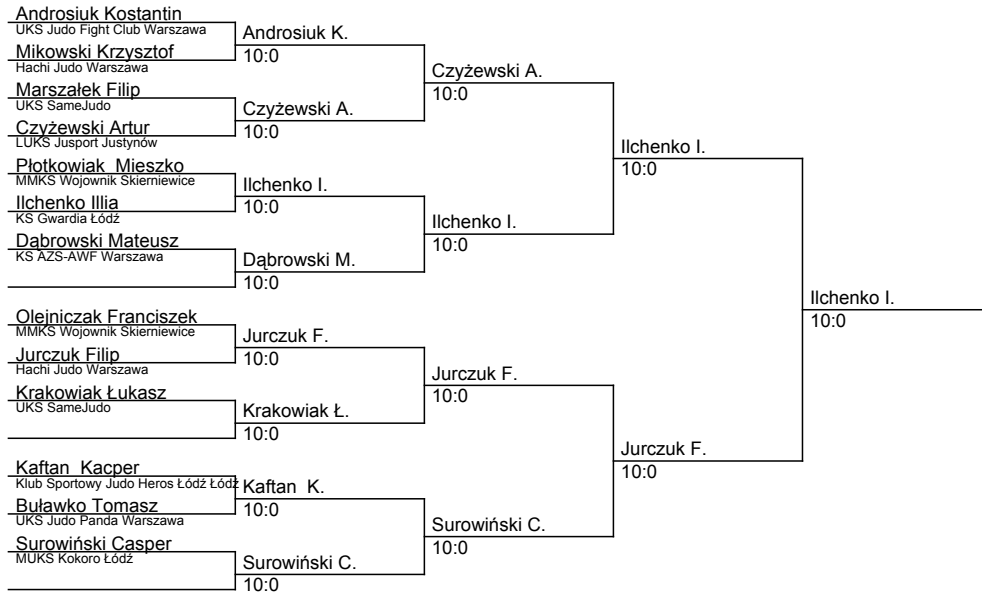 Androsiuk Kostantin
UKS Judo Fight Club Warszawa
Mikowski Krzysztof
Hachi Judo Warszawa
Marszałek Filip
UKS SameJudo
Czyżewski Artur
LUKS Jusport Justynów
Płotkowiak  Mieszko
MMKS Wojownik Skierniewice
Ilchenko Illia
KS Gwardia Łódź
Dąbrowski Mateusz
KS AZS-AWF Warszawa
Olejniczak Franciszek
MMKS Wojownik Skierniewice
Jurczuk Filip
Hachi Judo Warszawa
Krakowiak Łukasz
UKS SameJudo
Kaftan  Kacper
Klub Sportowy Judo Heros Łódź Łódź
Buławko Tomasz
UKS Judo Panda Warszawa
Surowiński Casper
MUKS Kokoro Łódź
Androsiuk K.
10:0
Czyżewski A.
10:0
Ilchenko I.
10:0
Dąbrowski M.
10:0
Jurczuk F.
10:0
Krakowiak Ł.
10:0
Kaftan  K.
10:0
Surowiński C.
10:0
Czyżewski A.
10:0
Ilchenko I.
10:0
Jurczuk F.
10:0
Surowiński C.
10:0
Ilchenko I.
10:0
Jurczuk F.
10:0
Ilchenko I.
10:0